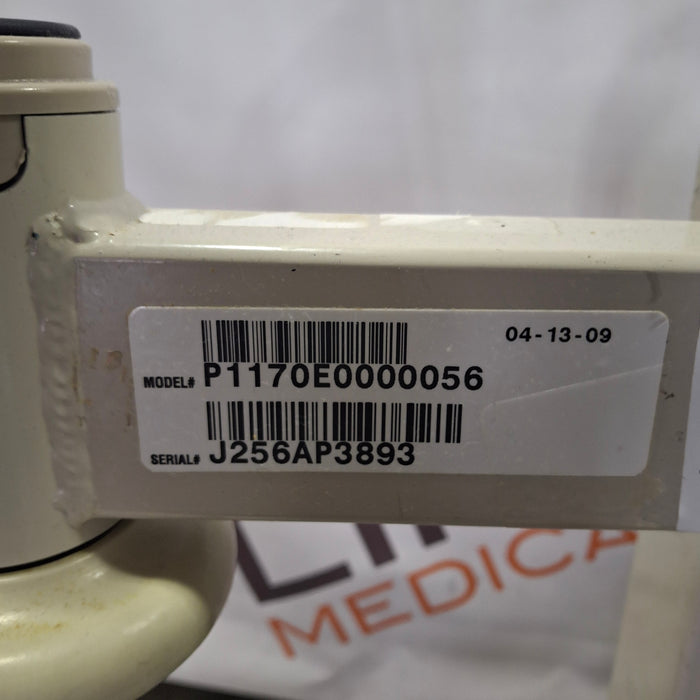 04-13-09
MODEL# P1170E0000056
SERIAL# J256AP3893
MEDICA